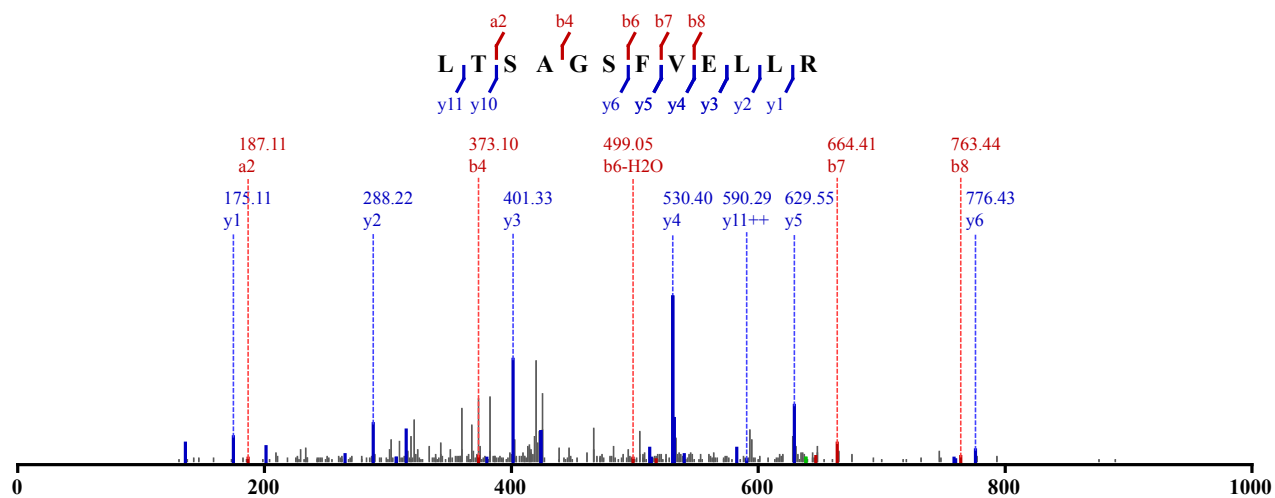 a2 b4 b6 b7 b8
L T S A G S F V E L L R
y11 y10 y6 y5 y4 y3 y2 y1
187.11 373.10 499.05 664.41 763.44
a2 b4 b6-H2O b7 b8
175.11 288.22 401.33 530.40 590.29 629.55 776.43
y1 y2 y3 y4 y11++ y5 y6
0 200 400 600 800 1000